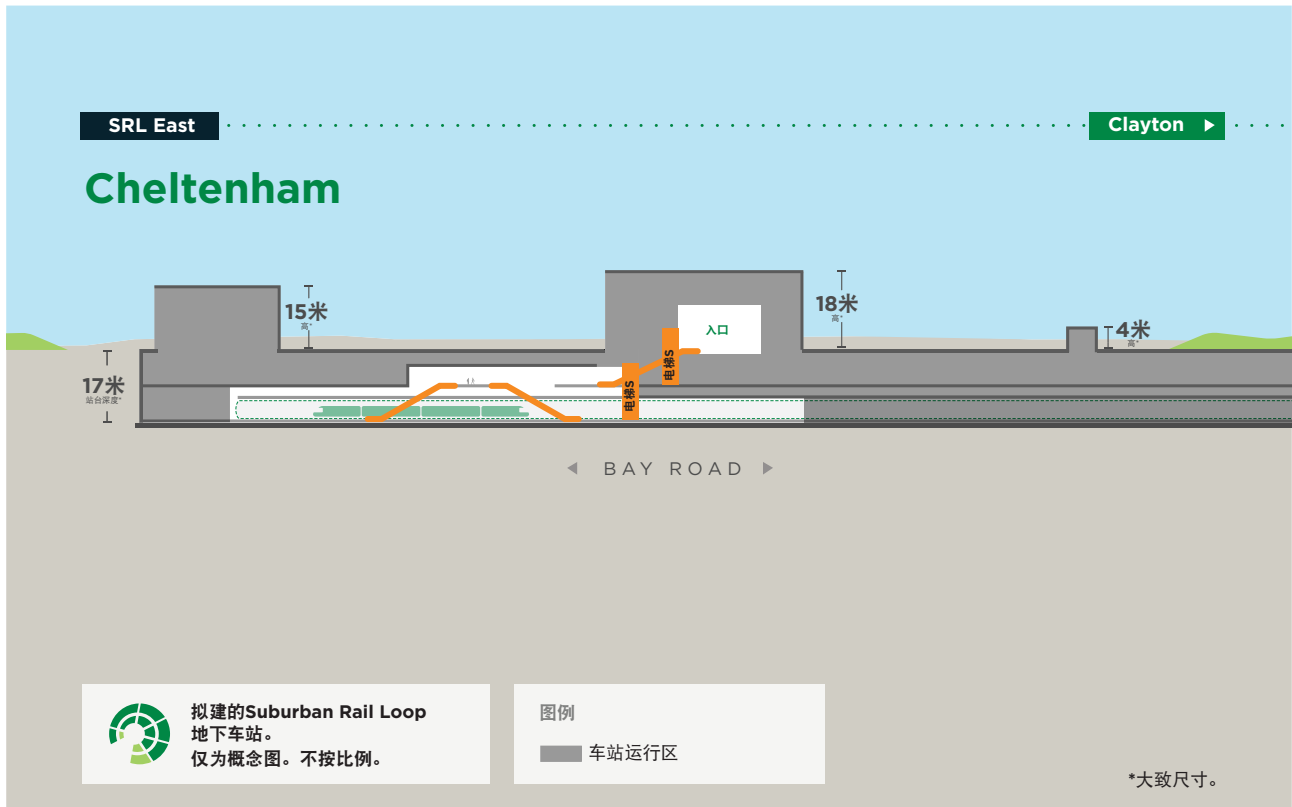 SRL East
Clayton
Cheltenham
15米
高*
18米
高*
入口
4米
高*
17米
站台深度*
电梯S
电梯S
BAY ROAD
拟建的Suburban Rail Loop
地下车站。
仅为概念图。不按比例。
图例
车站运行区
*大致尺寸。